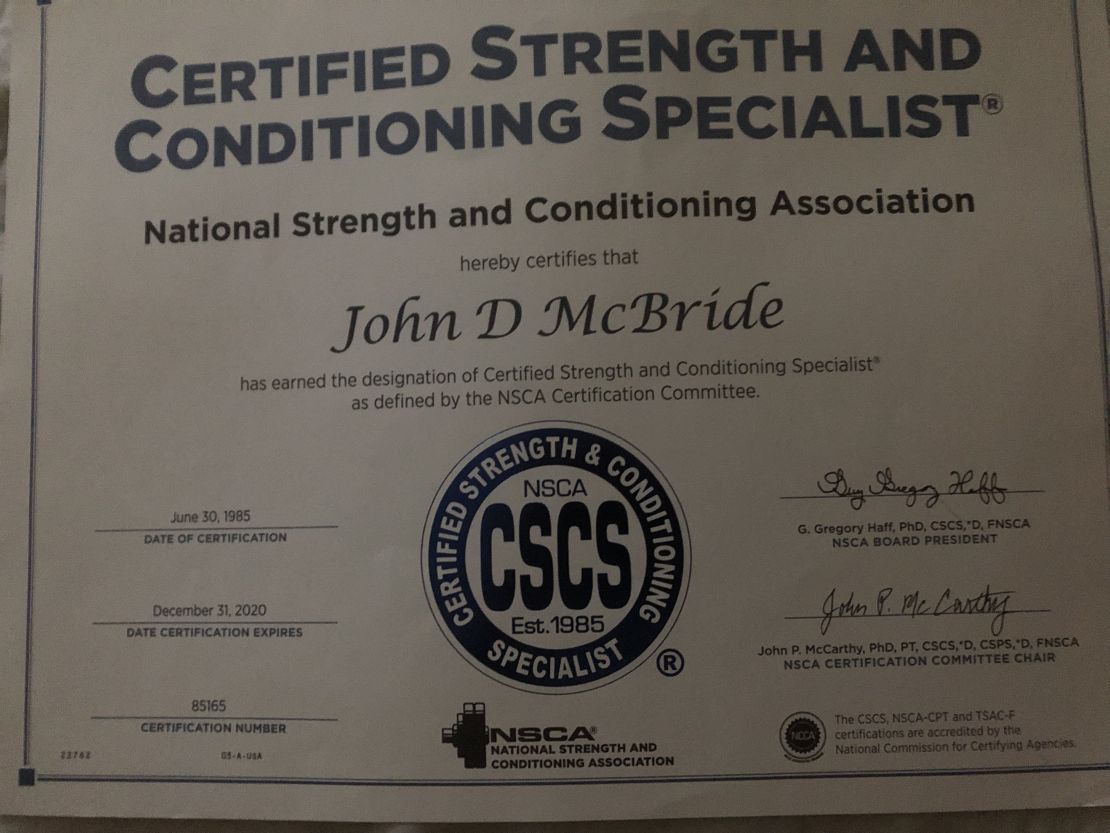 CERTIFIED STRENGTH AND
CONDITIONING SPECIALIST®
National Strength and Conditioning Association
hereby certifies that
John D McBride
has earned the designation of Certified Strength and Conditioning Specialist®
as defined by the NSCA Certification Committee.
June 30, 1985
DATE OF CERTIFICATION
December 31, 2020
DATE CERTIFICATION EXPIRES
85165
CERTIFICATION NUMBER
22762 G5-A-USA
CERTIFIED STRENGTH & CONDITIONING
NSCA
CSCS
Est.1985
SPECIALIST
®
NSCA®
NATIONAL STRENGTH AND
CONDITIONING ASSOCIATION
Guy Gregory Haff
G. Gregory Haff, PhD, CSCS,*D, FNSCA
NSCA BOARD PRESIDENT
John P. McCarthy
John P. McCarthy, PhD, PT, CSCS,*D, CSPS,*D, FNSCA
NSCA CERTIFICATION COMMITTEE CHAIR
NCCA
The CSCS, NSCA-CPT and TSAC-F
certifications are accredited by the
National Commission for Certifying Agencies.